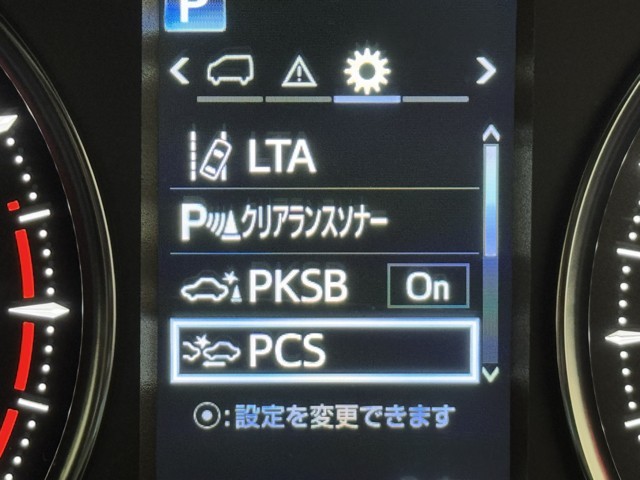 P
LTA
P クリアランスソナー
PKSB On
PCS
:設定を変更できます